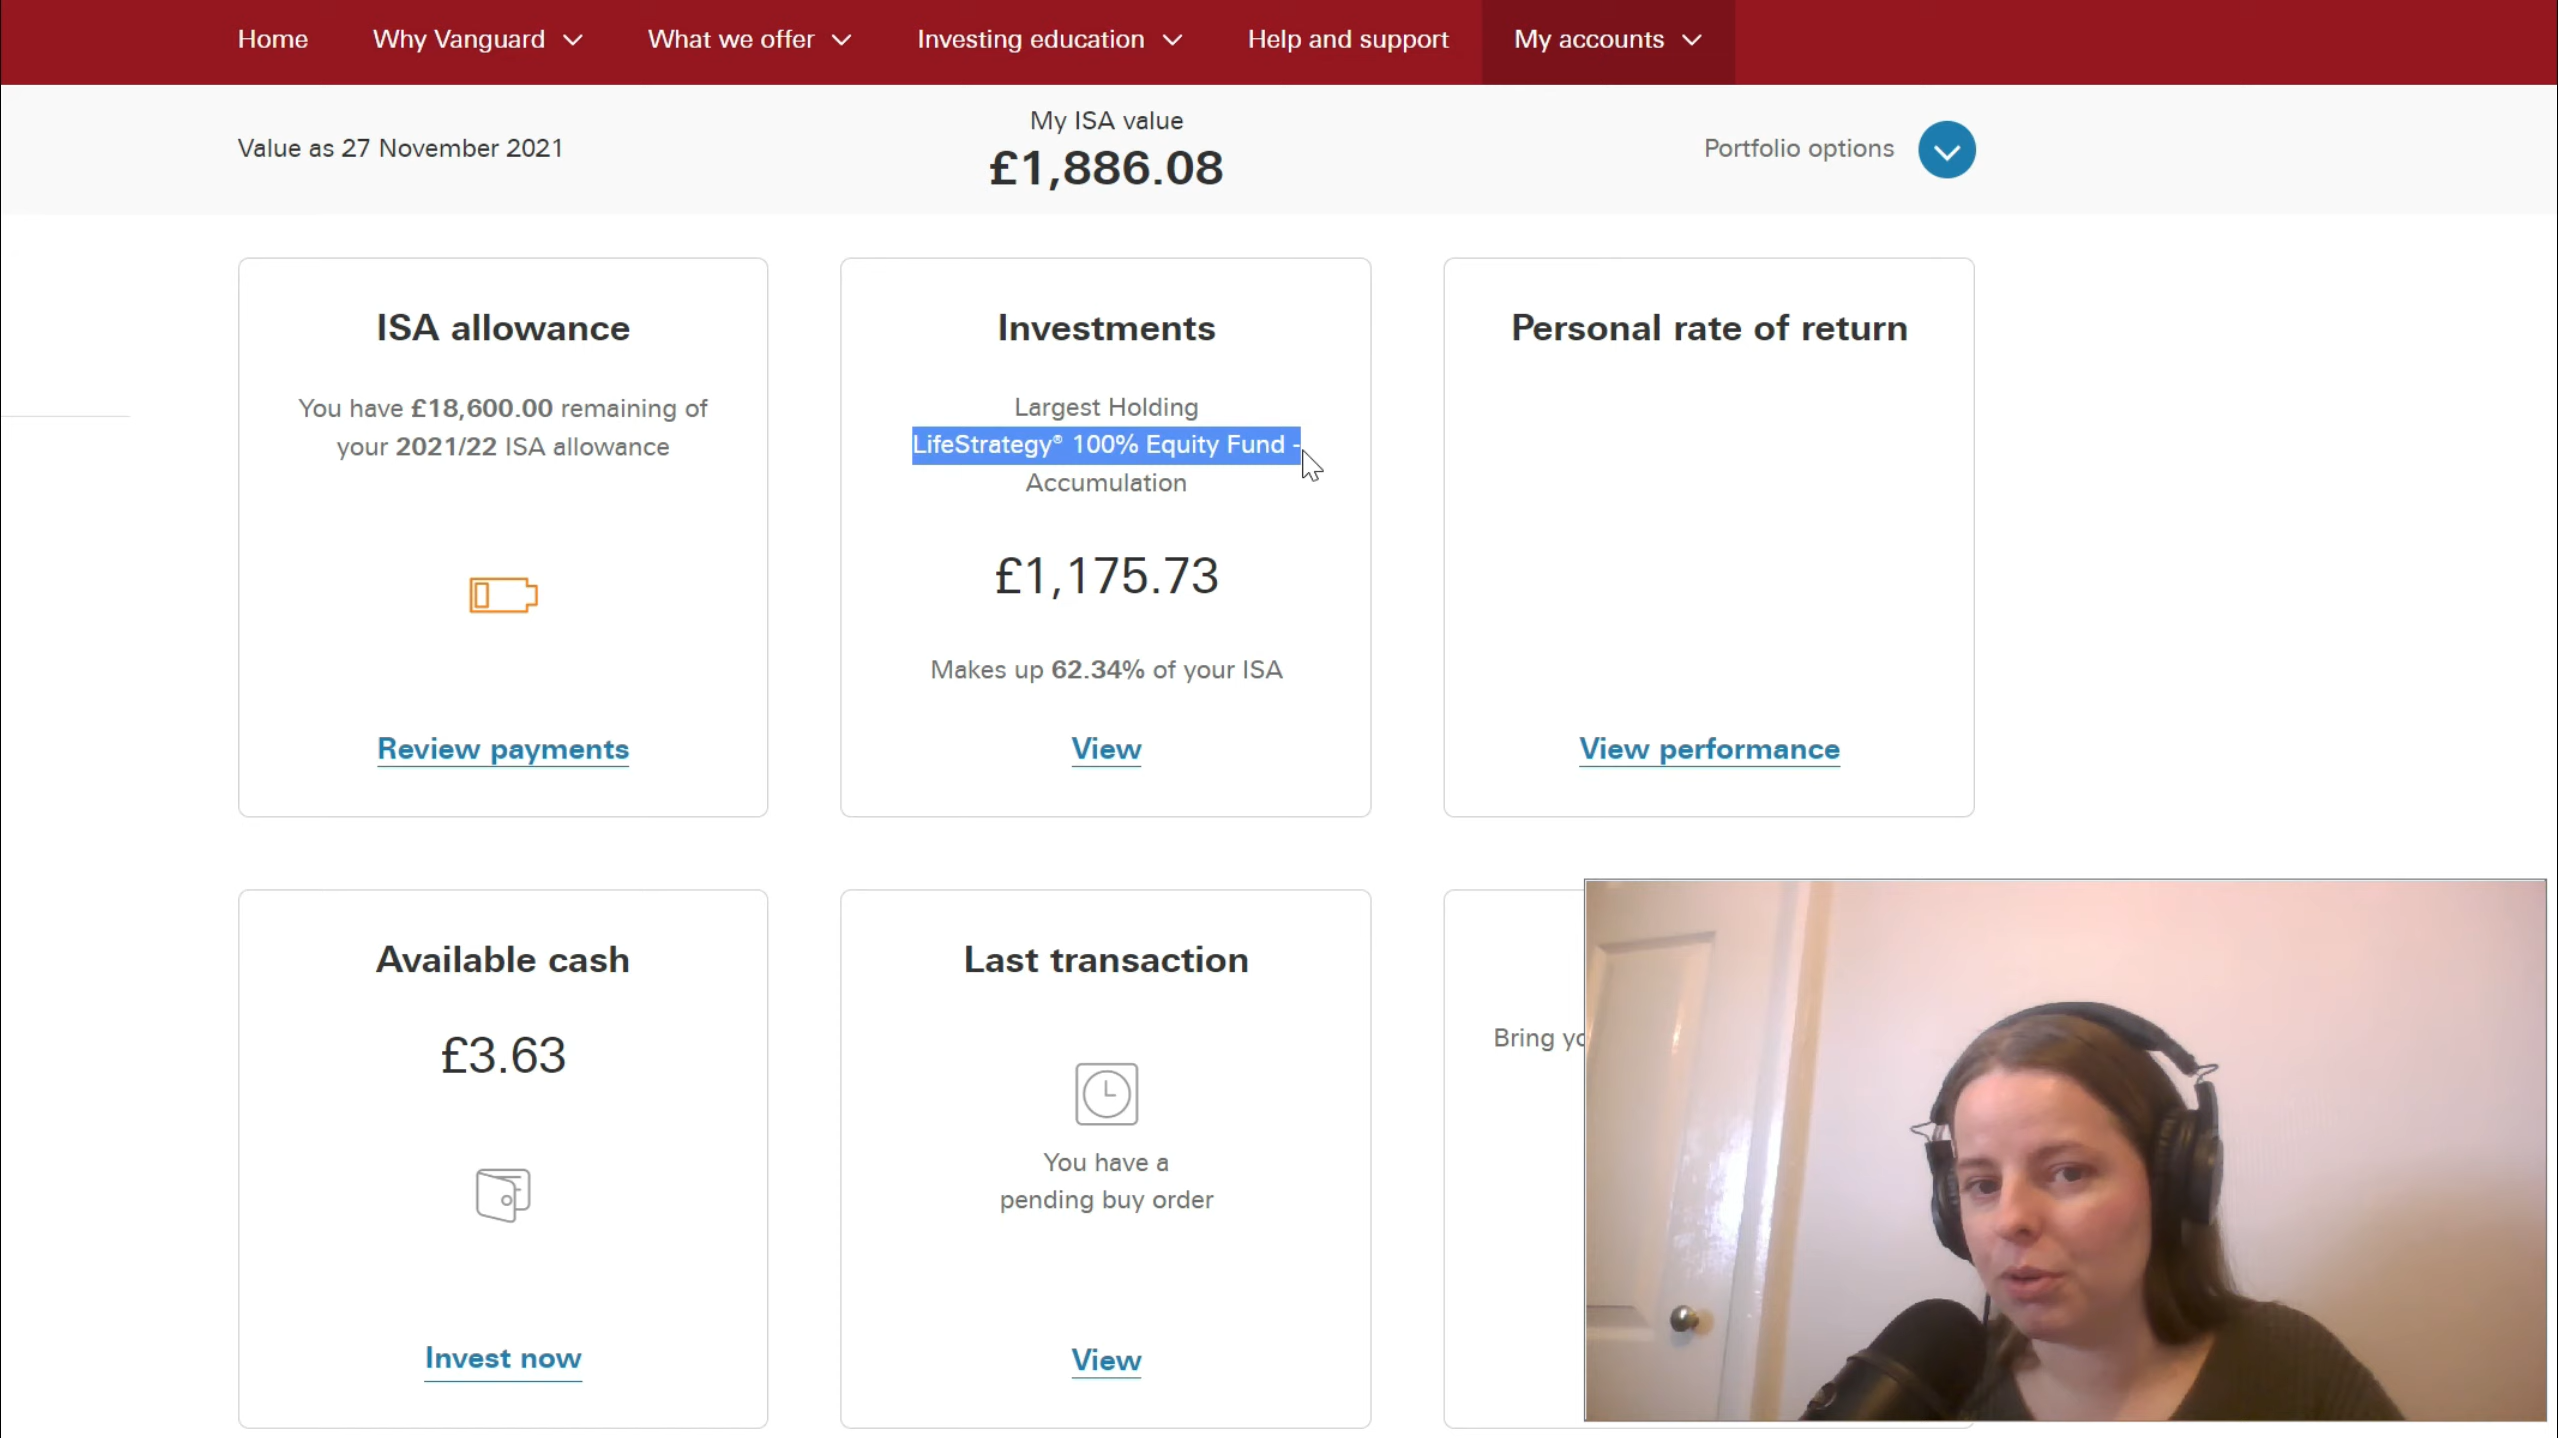 Home Why Vanguard What we offer Investing education Help and support My accounts
Value as 27 November 2021
My ISA value
£1,886.08
Portfolio options
ISA allowance
You have £18,600.00 remaining of
your 2021/22 ISA allowance
Review payments
Investments
Largest Holding
LifeStrategy® 100% Equity Fund -
Accumulation
£1,175.73
Makes up 62.34% of your ISA
View
Personal rate of return
View performance
Available cash
£3.63
Invest now
Last transaction
You have a
pending buy order
View
Bring